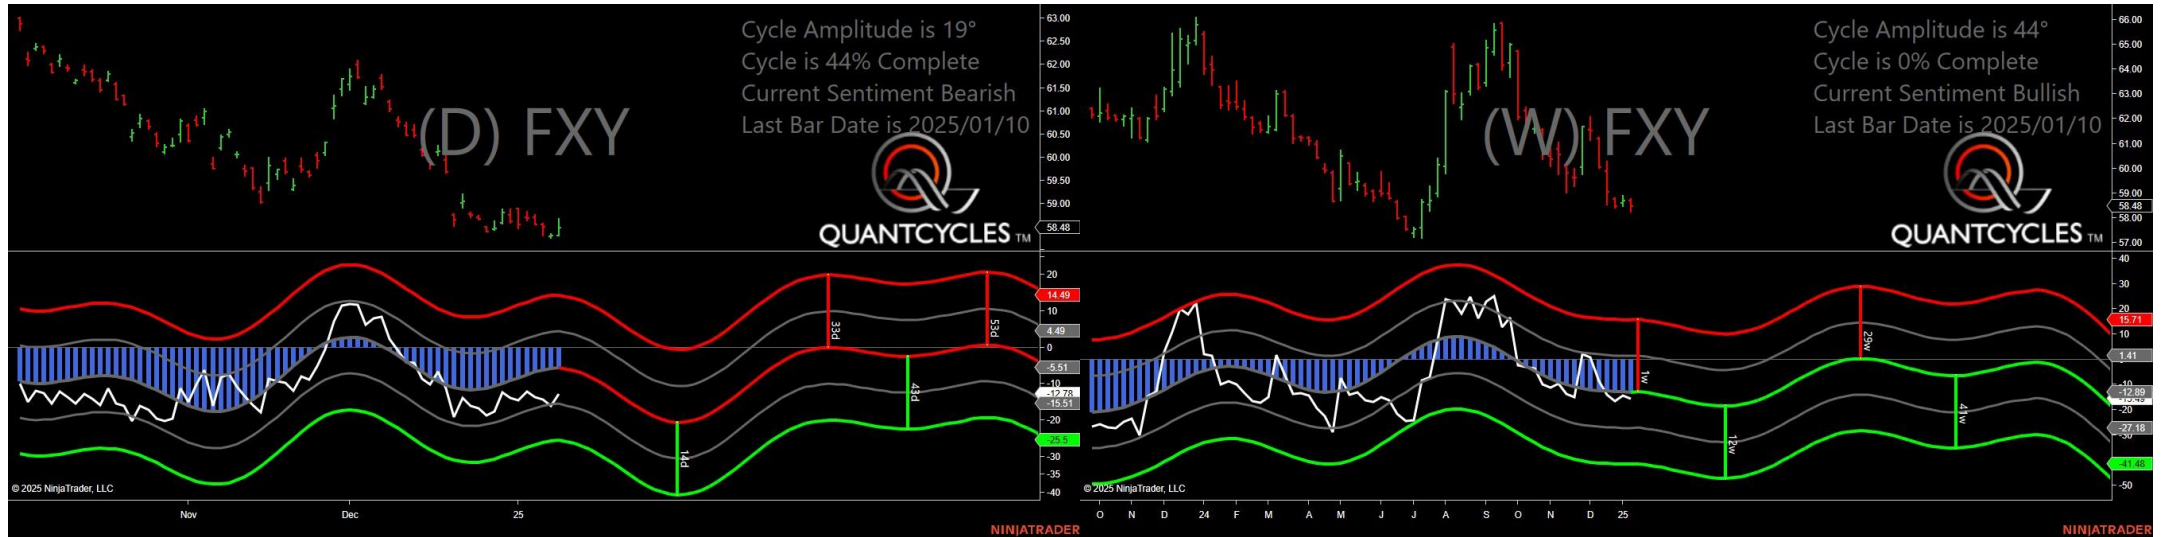 Cycle Amplitude is 19°
Cycle is 44% Complete
Current Sentiment Bearish
Last Bar Date is 2025/01/10
(D) FXY
QUANTCYCLES TM
63.00
62.50
62.00
61.50
61.00
60.50
60.00
59.50
59.00
58.48
20
14.49
10
4.49
0
-5.51
-10
-12.78
-15.51
-20
-25.5
-30
-35
-40
33d
53d
43d
14d
© 2025 NinjaTrader, LLC
Nov Dec 25
NINJATRADER
Cycle Amplitude is 44°
Cycle is 0% Complete
Current Sentiment Bullish
Last Bar Date is 2025/01/10
(W) FXY
QUANTCYCLES TM
66.00
65.00
64.00
63.00
62.00
61.00
60.00
59.00
58.48
58.00
57.00
40
30
20
15.71
10
1.41
-10
-12.89
-20
-27.18
-30
-41.48
-50
1w
29w
12w
41w
© 2025 NinjaTrader, LLC
O N D 24 F M A M J J A S O N D 25
NINJATRADER